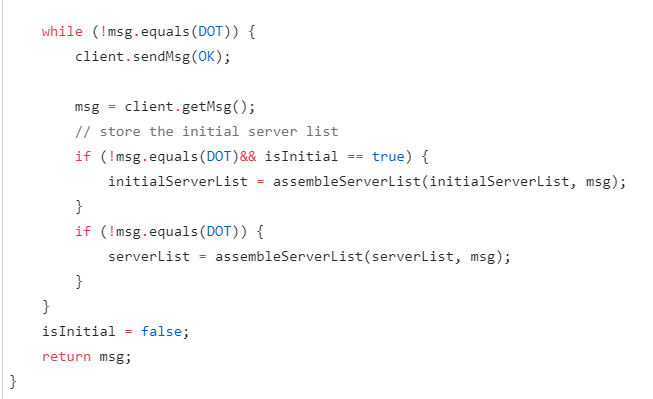 while (!msg.equals(DOT)) {
client.sendMsg(OK);
msg = client.getMsg();
// store the initial server list
if (!msg.equals(DOT)&& isInitial == true) {
initialServerList = assembleServerList(initialServerList, msg);
}
if (!msg.equals(DOT)) {
serverList = assembleServerList(serverList, msg);
}
}
isInitial = false;
return msg;
}